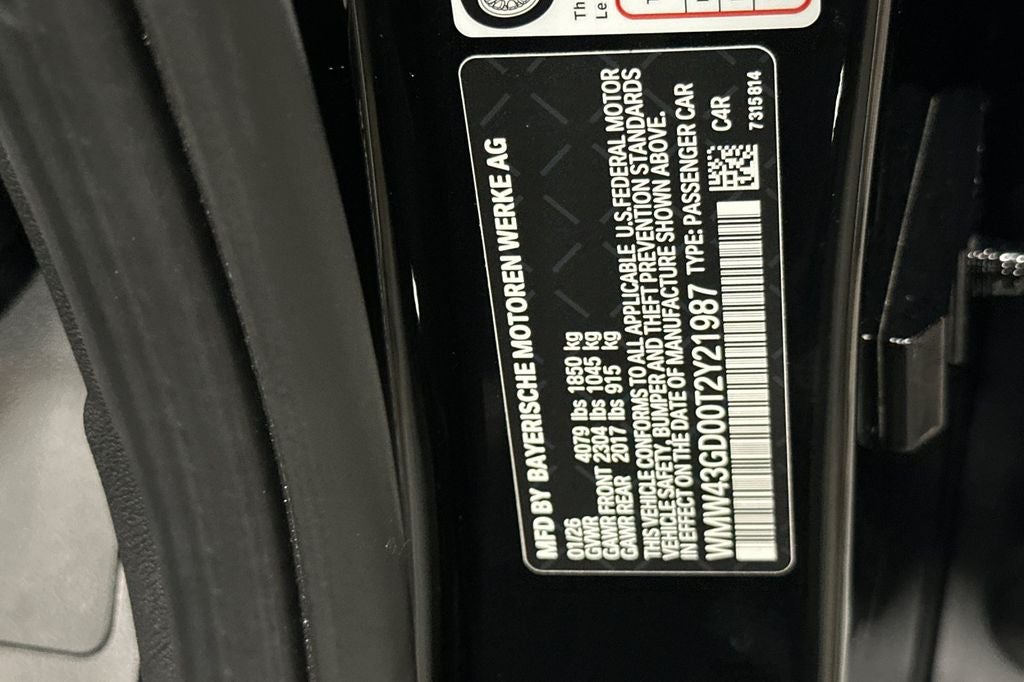 Th
Le
MFD BY BAYERISCHE MOTOREN WERKE AG
01/26
GVWR 4079 lbs 1850 kg
GAWR FRONT 2304 lbs 1045 kg
GAWR REAR 2017 lbs 915 kg
THIS VEHICLE CONFORMS TO ALL APPLICABLE U.S.FEDERAL MOTOR
VEHICLE SAFETY, BUMPER AND THEFT PREVENTION STANDARDS
IN EFFECT ON THE DATE OF MANUFACTURE SHOWN ABOVE.
WMW43GD00T2Y21987 TYPE: PASSENGER CAR
C4R
7315814